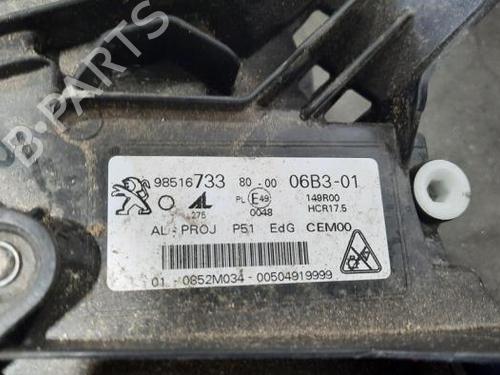 B-PARTS
98516733 80-00 06B3-01
AL 275 PL E49 0048 149R00 HCR17.5
AL - PROJ P51 EdG CEM00
01 0852M034 - 00504919999